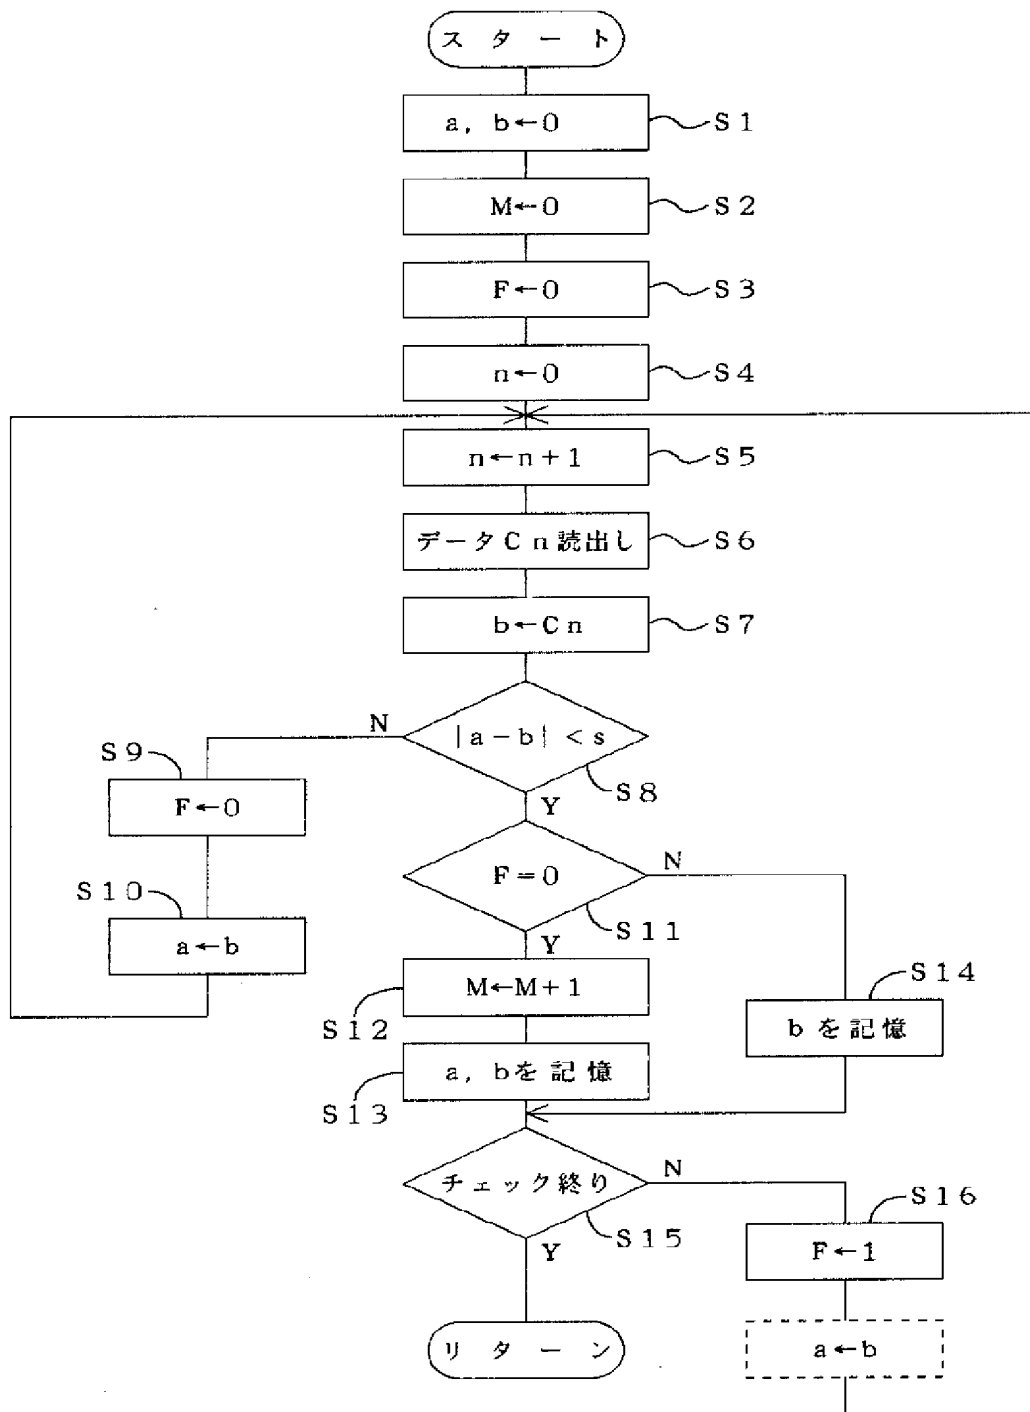 スタート
a, b←0
S1
M←0
S2
F←0
S3
n←0
S4
n←n+1
S5
データCn読出し
S6
b←Cn
S7
|a-b|<s
S8
N
Y
S9
F←0
S10
a←b
F=0
S11
N
Y
M←M+1
S12
a, bを記憶
S13
S14
bを記憶
チェック終り
S15
N
Y
S16
F←1
a←b
リターン